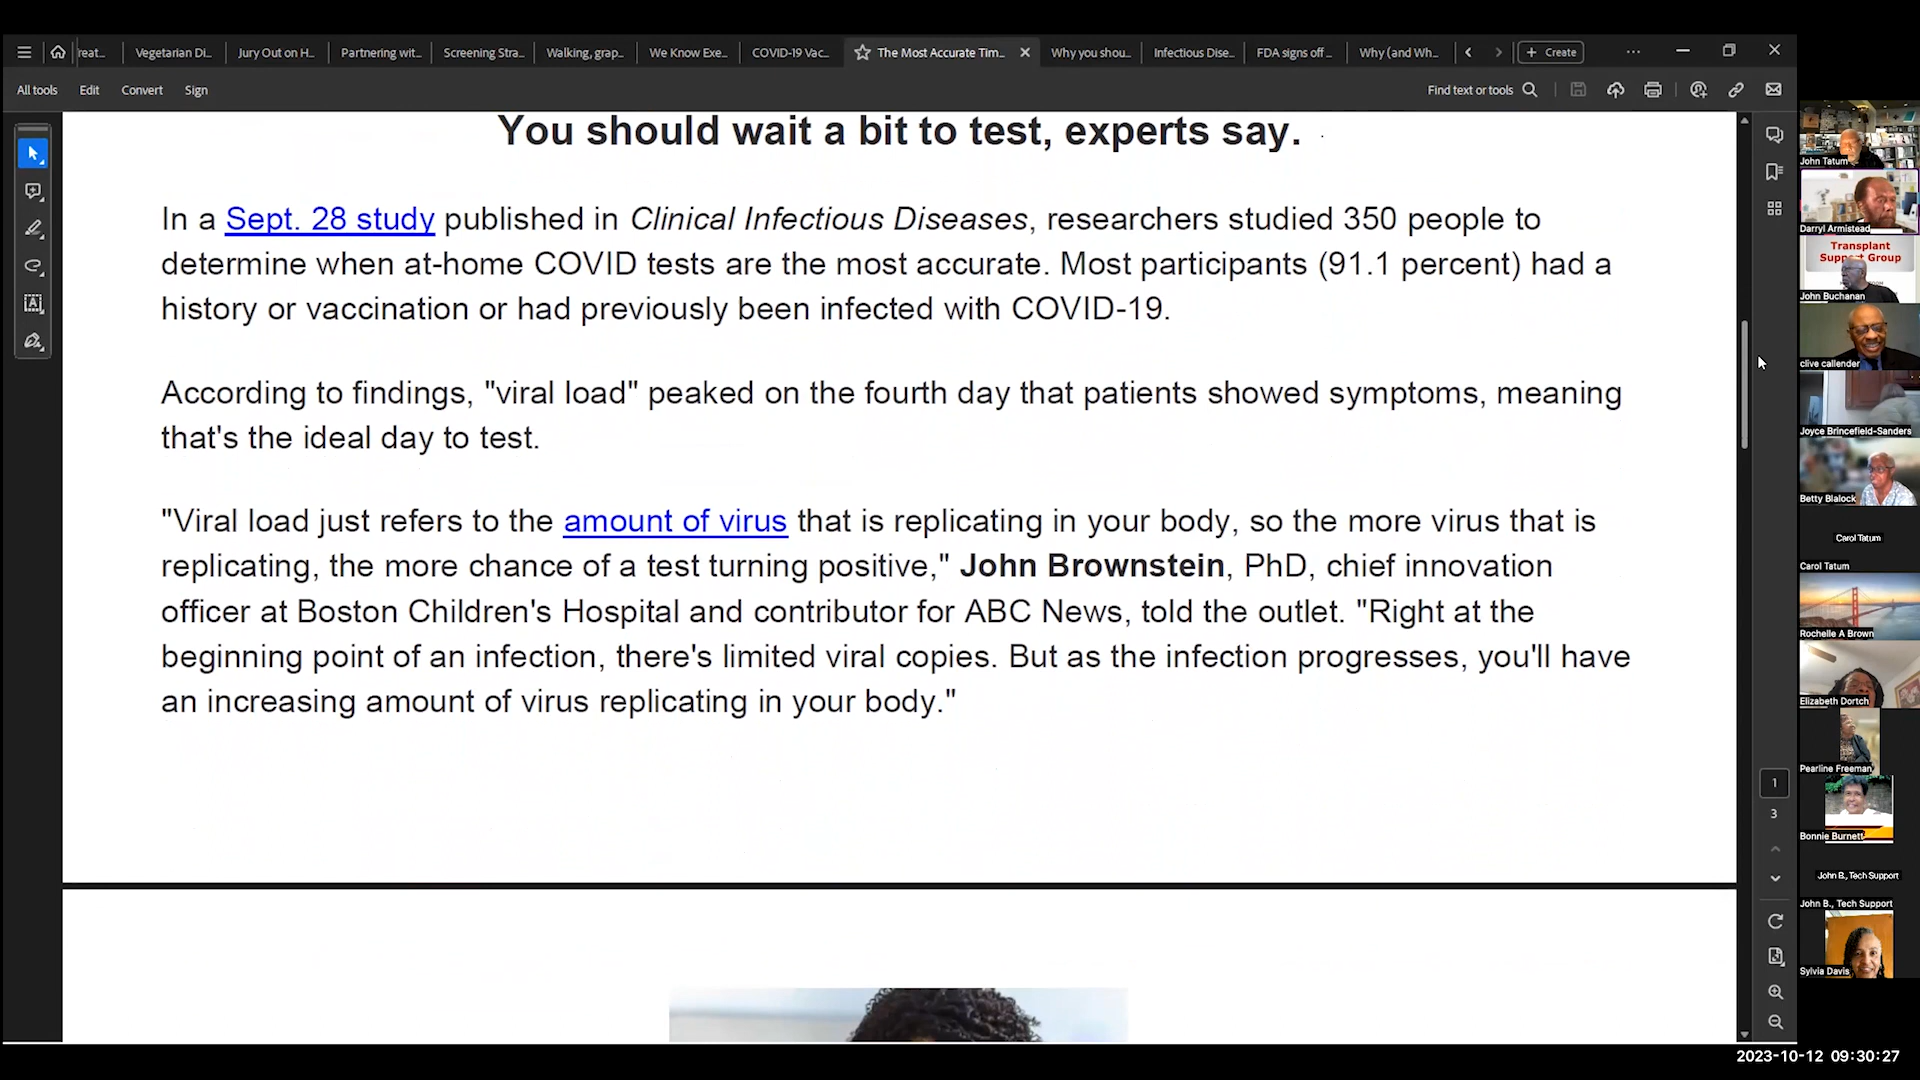 reat...
Vegetarian Di...
Jury Out on H...
Partnering wit...
Screening Stra...
Walking, grap...
We Know Exe...
COVID-19 Vac...
The Most Accurate Tim...
Why you shou...
Infectious Dise...
FDA signs off ...
Why (and Wh...
Create
All tools
Edit
Convert
Sign
Find text or tools
You should wait a bit to test, experts say.
In a Sept. 28 study published in Clinical Infectious Diseases, researchers studied 350 people to
determine when at-home COVID tests are the most accurate. Most participants (91.1 percent) had a
history or vaccination or had previously been infected with COVID-19.
According to findings, "viral load" peaked on the fourth day that patients showed symptoms, meaning
that's the ideal day to test.
"Viral load just refers to the amount of virus that is replicating in your body, so the more virus that is
replicating, the more chance of a test turning positive," John Brownstein, PhD, chief innovation
officer at Boston Children's Hospital and contributor for ABC News, told the outlet. "Right at the
beginning point of an infection, there's limited viral copies. But as the infection progresses, you'll have
an increasing amount of virus replicating in your body."
1
3
John Tatum
Darryl Armistead
Transplant
Support Group
John Buchanan
clive callender
Joyce Brincefield-Sanders
Betty Blalock
Carol Tatum
Carol Tatum
Rochelle A Brown
Elizabeth Dortch
Pearline Freeman
Bonnie Burnett
John B., Tech Support
John B., Tech Support
Sylvia Davis
2023-10-12 09:30:27